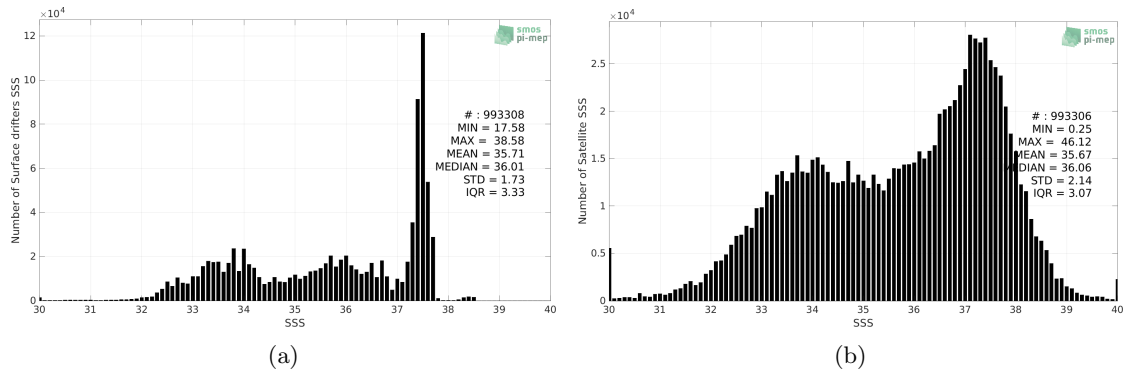 ×10⁴
smos
pi-mep
12
10
8
6
4
2
0
Number of Surface drifters SSS
# : 993308
MIN = 17.58
MAX = 38.58
MEAN = 35.71
MEDIAN = 36.01
STD = 1.73
IQR = 3.33
30 31 32 33 34 35 36 37 38 39 40
SSS
(a)
×10⁴
smos
pi-mep
2.5
2
1.5
1
0.5
0
Number of Satellite SSS
# : 993306
MIN = 0.25
MAX = 46.12
MEAN = 35.67
MEDIAN = 36.06
STD = 2.14
IQR = 3.07
30 31 32 33 34 35 36 37 38 39 40
SSS
(b)